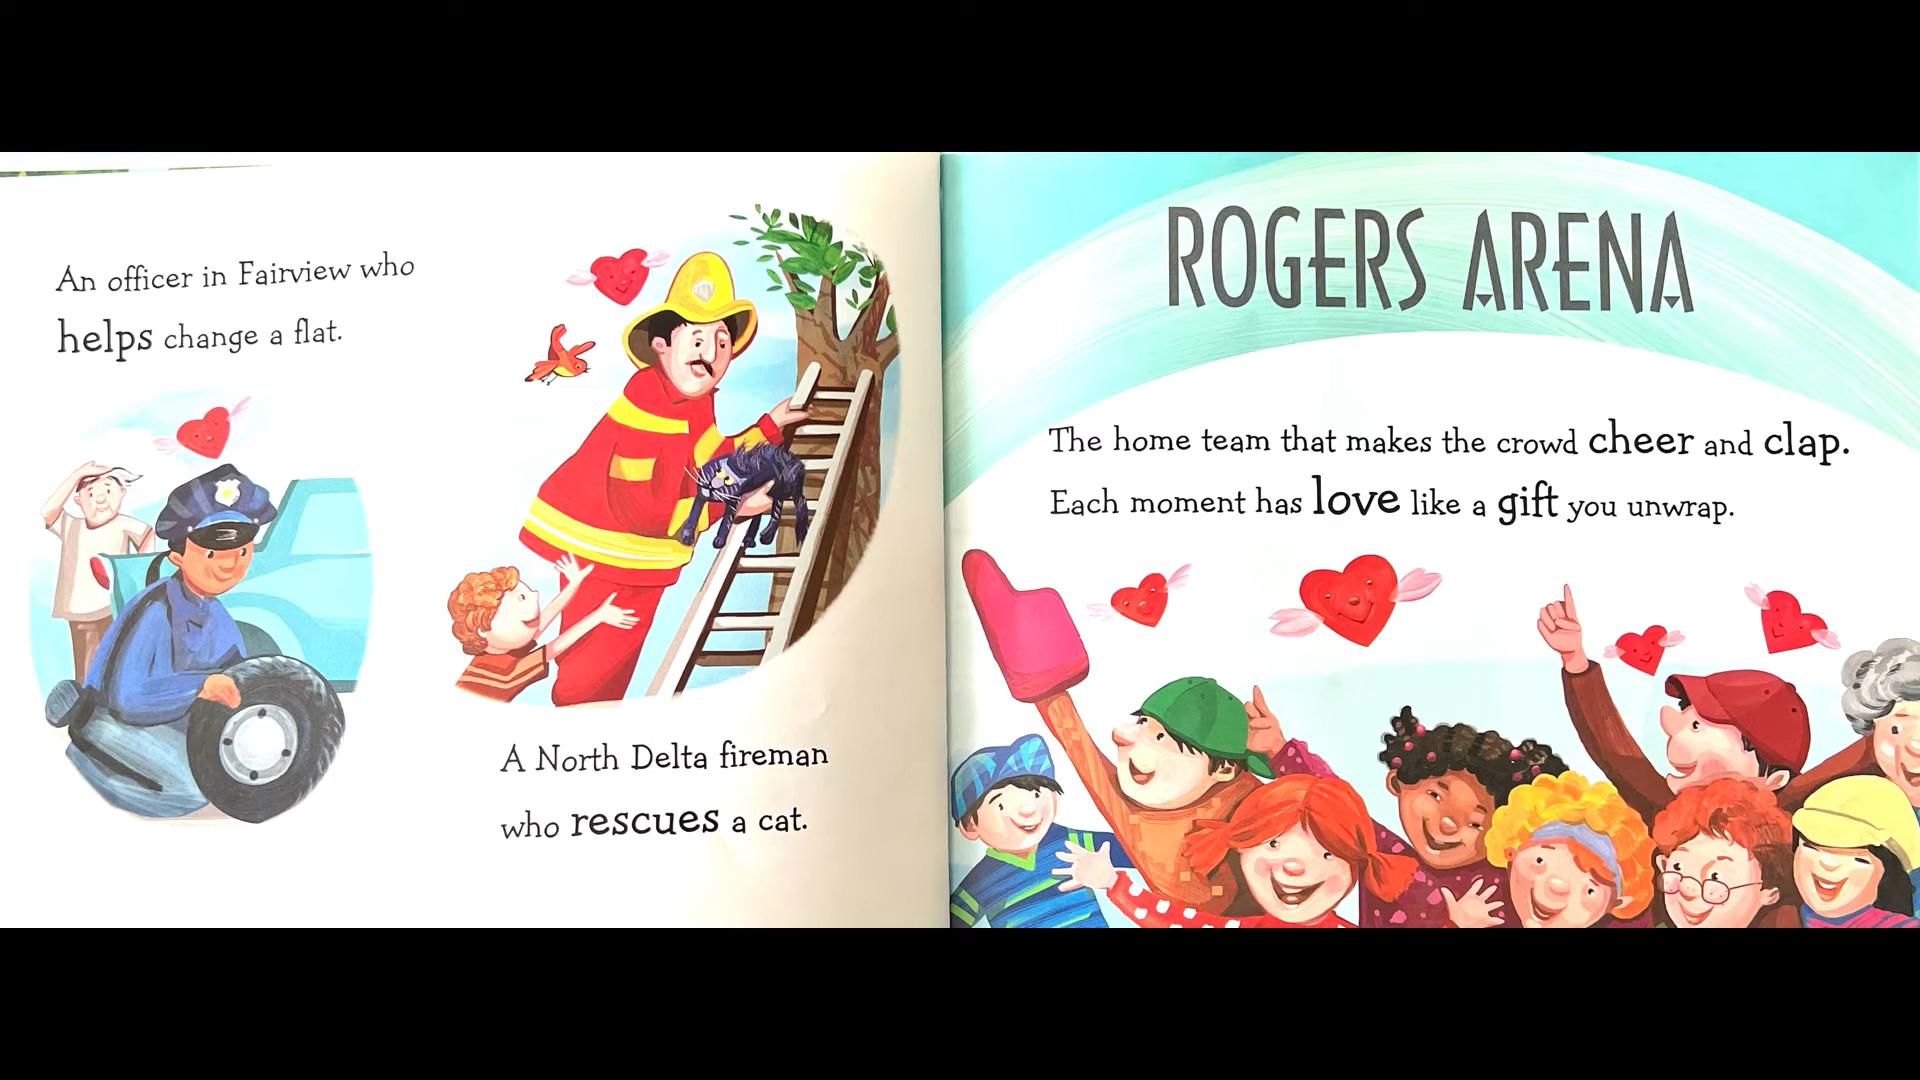 An officer in Fairview who
helps change a flat.
A North Delta fireman
who rescues a cat.
ROGERS ARENA
The home team that makes the crowd cheer and clap.
Each moment has love like a gift you unwrap.